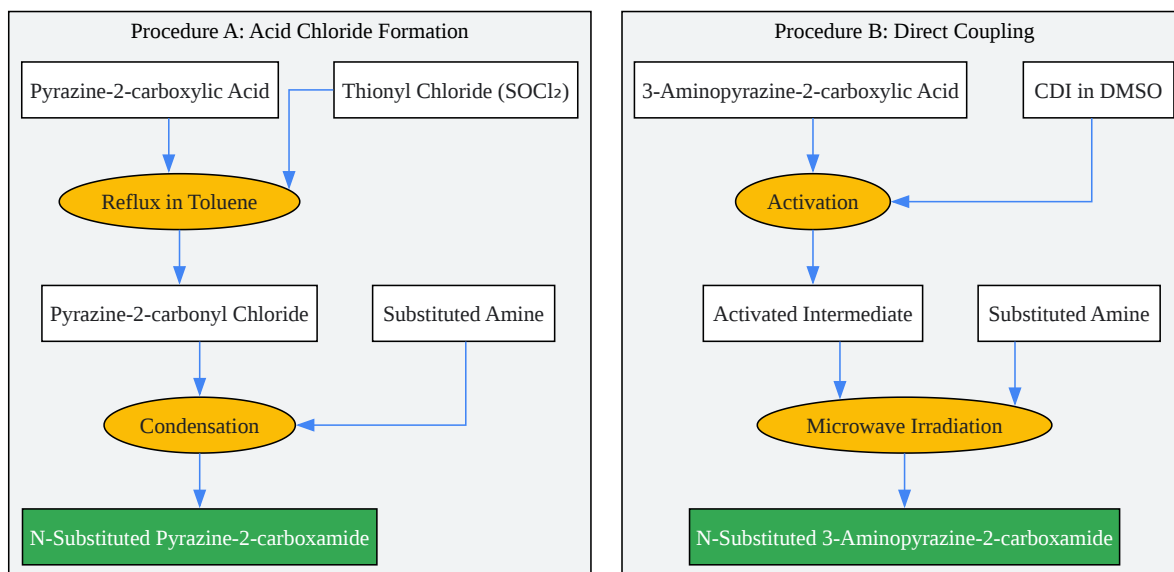 Procedure A: Acid Chloride Formation
Pyrazine-2-carboxylic Acid
Thionyl Chloride (SOCl₂)
Reflux in Toluene
Pyrazine-2-carbonyl Chloride
Substituted Amine
Condensation
N-Substituted Pyrazine-2-carboxamide
Procedure B: Direct Coupling
3-Aminopyrazine-2-carboxylic Acid
CDI in DMSO
Activation
Activated Intermediate
Substituted Amine
Microwave Irradiation
N-Substituted 3-Aminopyrazine-2-carboxamide